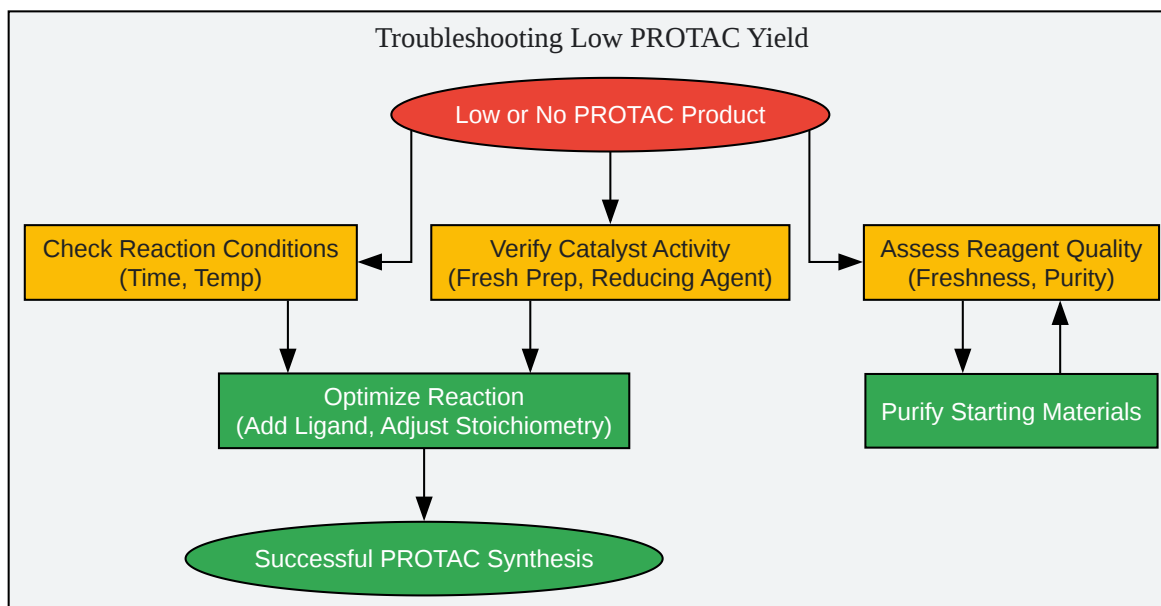 Troubleshooting Low PROTAC Yield
Low or No PROTAC Product
Check Reaction Conditions
(Time, Temp)
Verify Catalyst Activity
(Fresh Prep, Reducing Agent)
Assess Reagent Quality
(Freshness, Purity)
Optimize Reaction
(Add Ligand, Adjust Stoichiometry)
Purify Starting Materials
Successful PROTAC Synthesis